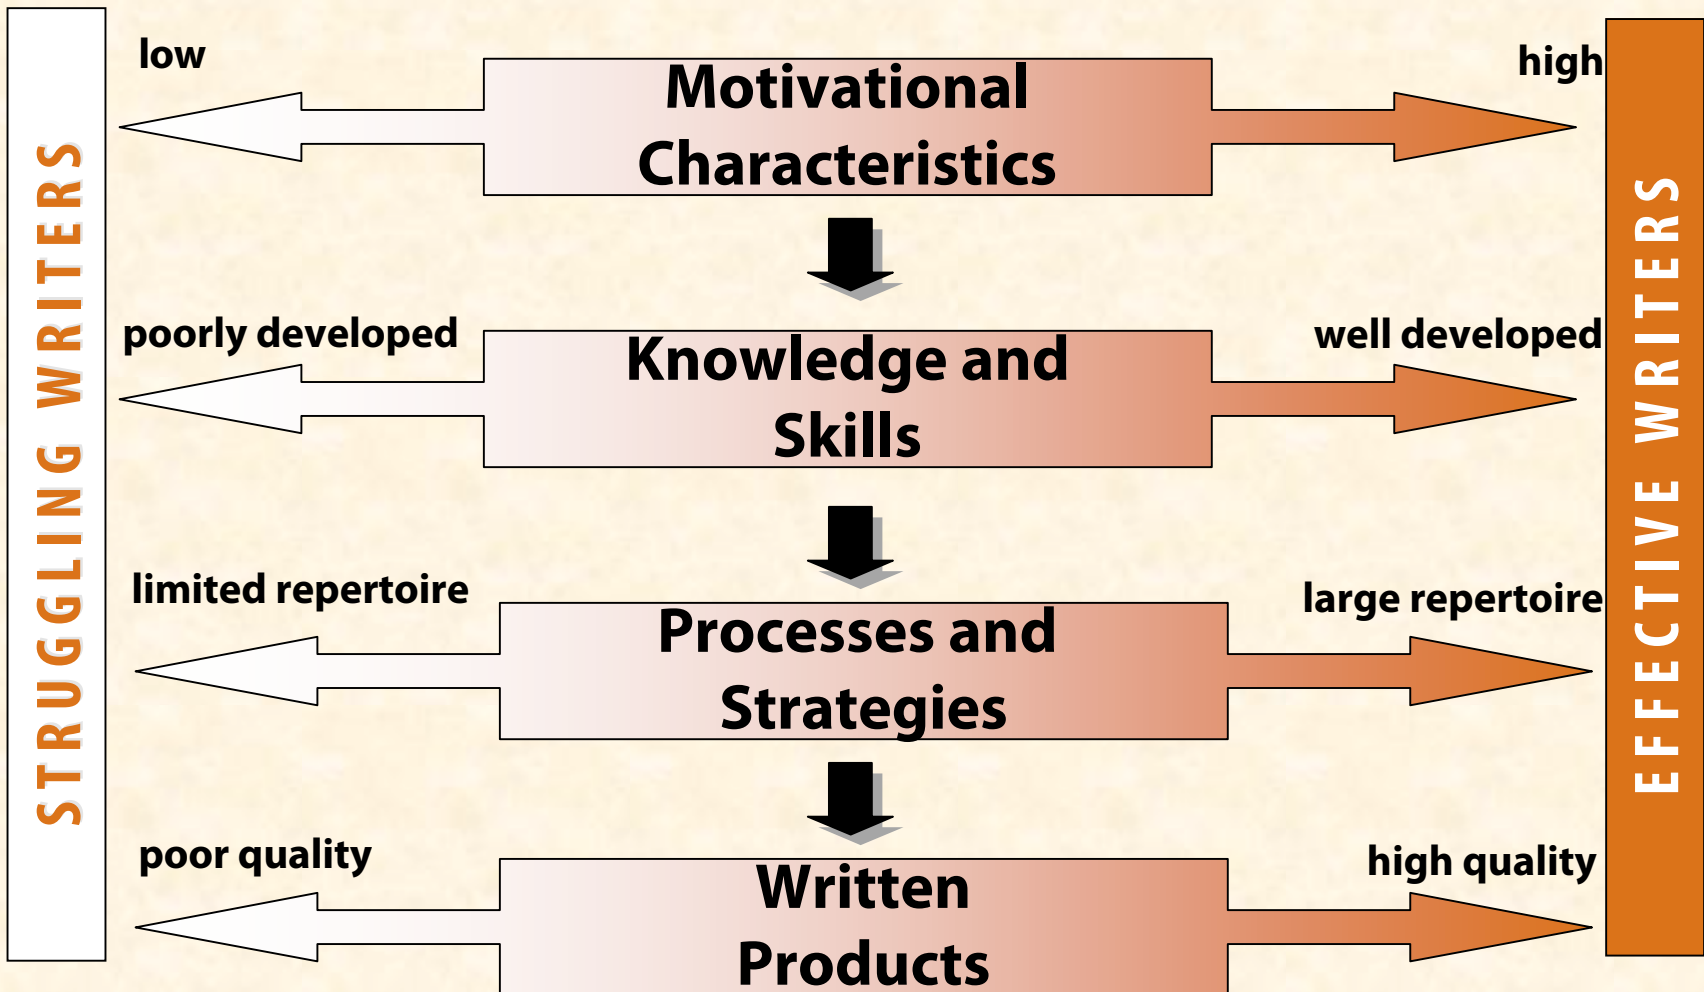 STRUGGLING WRITERS
low
Motivational
Characteristics
high
poorly developed
Knowledge and
Skills
well developed
limited repertoire
Processes and
Strategies
large repertoire
poor quality
Written
Products
high quality
EFFECTIVE WRITERS